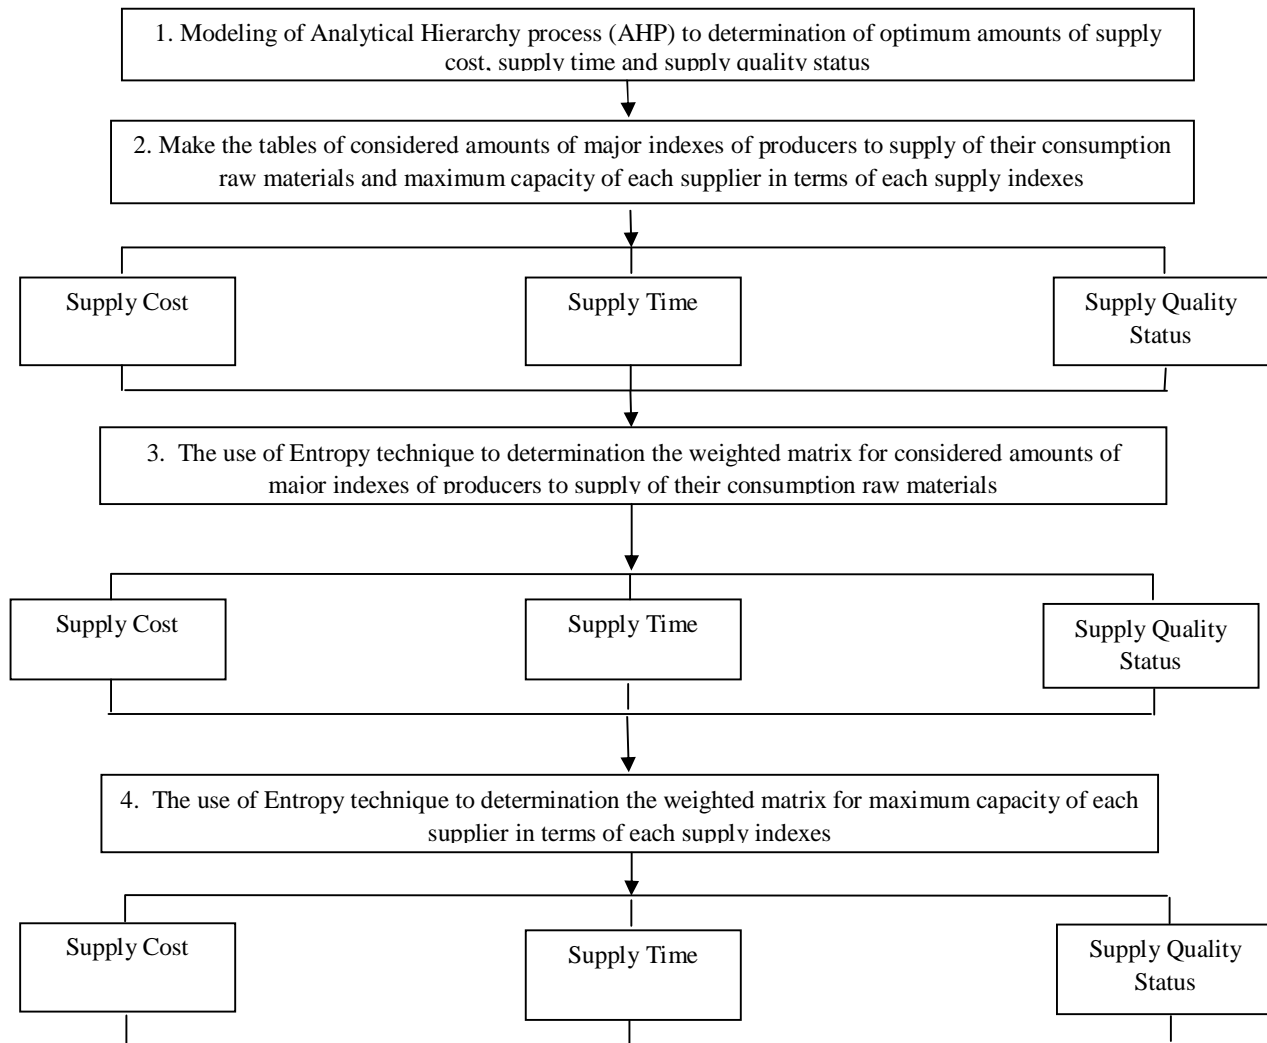 1. Modeling of Analytical Hierarchy process (AHP) to determination of optimum amounts of supply
cost, supply time and supply quality status
2. Make the tables of considered amounts of major indexes of producers to supply of their consumption
raw materials and maximum capacity of each supplier in terms of each supply indexes
Supply Cost
Supply Time
Supply Quality
Status
3. The use of Entropy technique to determination the weighted matrix for considered amounts of
major indexes of producers to supply of their consumption raw materials
Supply Cost
Supply Time
Supply Quality
Status
4. The use of Entropy technique to determination the weighted matrix for maximum capacity of each
supplier in terms of each supply indexes
Supply Cost
Supply Time
Supply Quality
Status